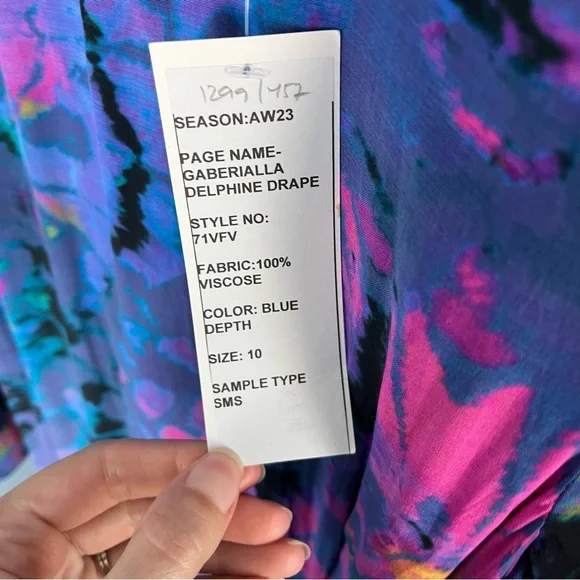 1299/457
SEASON:AW23
PAGE NAME-
GABERIALLA
DELPHINE DRAPE
STYLE NO:
71VFV
FABRIC:100%
VISCOSE
COLOR: BLUE
DEPTH
SIZE: 10
SAMPLE TYPE
SMS